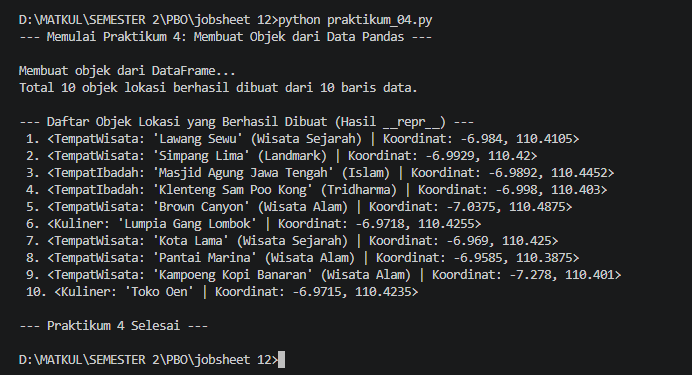 D:\MATKUL\SEMESTER 2\PBO\jobsheet 12>python praktikum_04.py
--- Memulai Praktikum 4: Membuat Objek dari Data Pandas ---
Membuat objek dari DataFrame...
Total 10 objek lokasi berhasil dibuat dari 10 baris data.
--- Daftar Objek Lokasi yang Berhasil Dibuat (Hasil __repr__) ---
1. <TempatWisata: 'Lawang Sewu' (Wisata Sejarah) | Koordinat: -6.984, 110.4105>
2. <TempatWisata: 'Simpang Lima' (Landmark) | Koordinat: -6.9929, 110.42>
3. <TempatIbadah: 'Masjid Agung Jawa Tengah' (Islam) | Koordinat: -6.9892, 110.4452>
4. <TempatIbadah: 'Klenteng Sam Poo Kong' (Tridharma) | Koordinat: -6.998, 110.403>
5. <TempatWisata: 'Brown Canyon' (Wisata Alam) | Koordinat: -7.0375, 110.4875>
6. <Kuliner: 'Lumpia Gang Lombok' | Koordinat: -6.9718, 110.4255>
7. <TempatWisata: 'Kota Lama' (Wisata Sejarah) | Koordinat: -6.969, 110.425>
8. <TempatWisata: 'Pantai Marina' (Wisata Alam) | Koordinat: -6.9585, 110.3875>
9. <TempatWisata: 'Kampoeng Kopi Banaran' (Wisata Alam) | Koordinat: -7.278, 110.401>
10. <Kuliner: 'Toko Oen' | Koordinat: -6.9715, 110.4235>
--- Praktikum 4 Selesai ---
D:\MATKUL\SEMESTER 2\PBO\jobsheet 12>